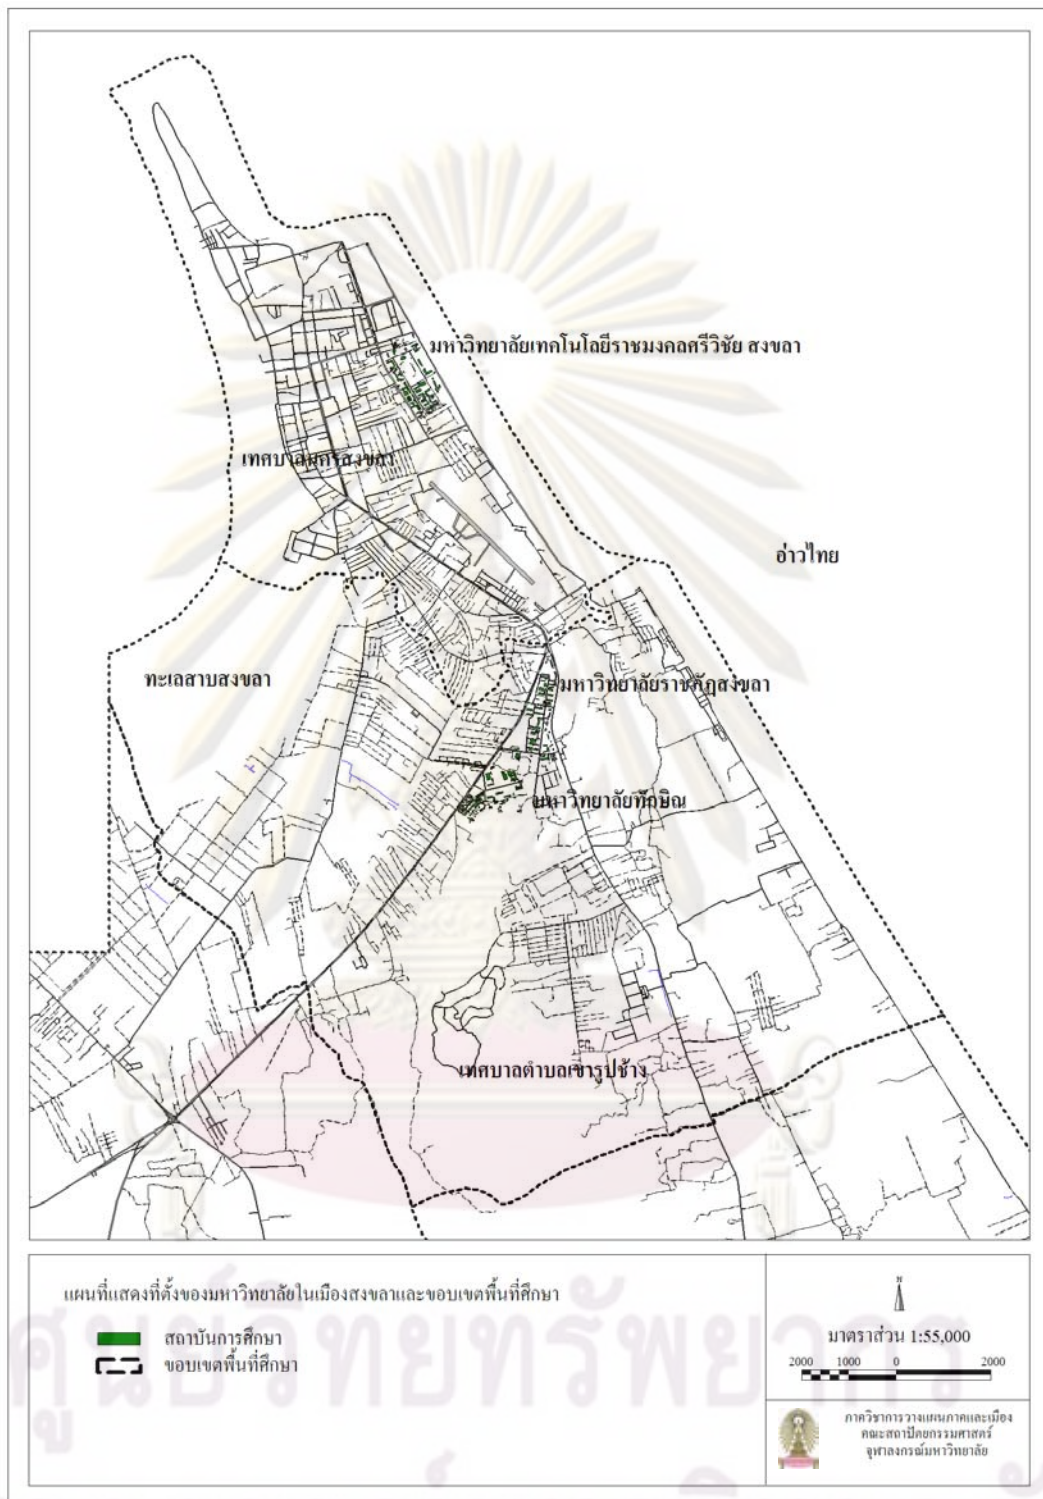 มหาวิทยาลัยเทคโนโลยีราชมงคลศรีวิชัย สงขลา
เทศบาลนครสงขลา
อ่าวไทย
ทะเลสาบสงขลา
มหาวิทยาลัยราชภัฏสงขลา
มหาวิทยาลัยทักษิณ
เทศบาลตำบลเขารูปช้าง
แผนที่แสดงที่ตั้งของมหาวิทยาลัยในเมืองสงขลาและขอบเขตพื้นที่ศึกษา
สถาบันการศึกษา
ขอบเขตพื้นที่ศึกษา
N
มาตราส่วน 1:55,000
2000 1000 0 2000
ภาควิชาการวางแผนภาคและเมือง
คณะสถาปัตยกรรมศาสตร์
จุฬาลงกรณ์มหาวิทยาลัย
ศูนย์วิทยทรัพยากร